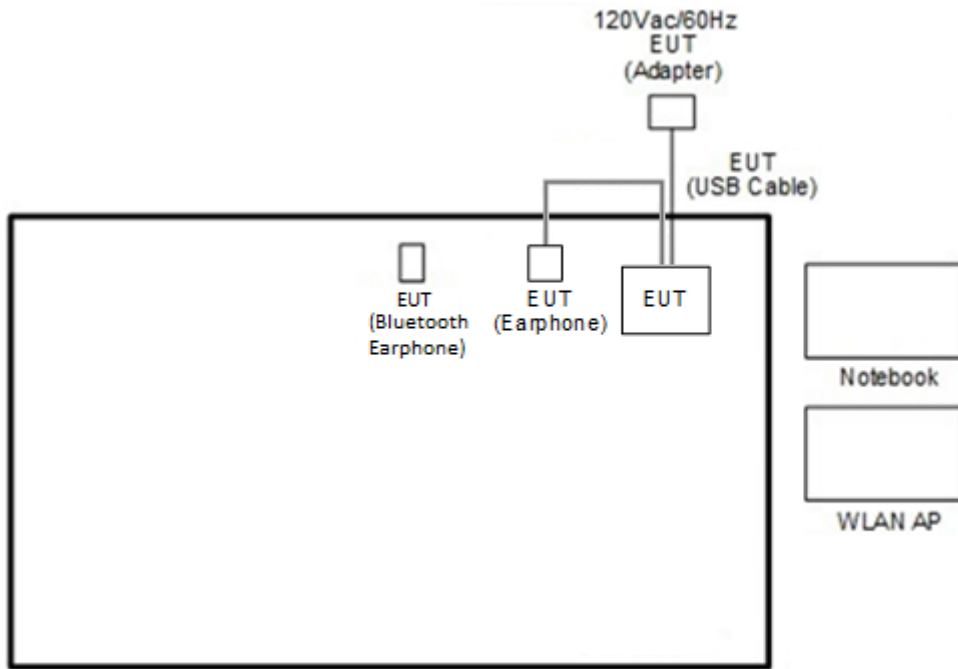 120Vac/60Hz
EUT
(Adapter)
EUT
(USB Cable)
EUT
(Bluetooth
Earphone)
EUT
(Earphone)
EUT
Notebook
WLAN AP